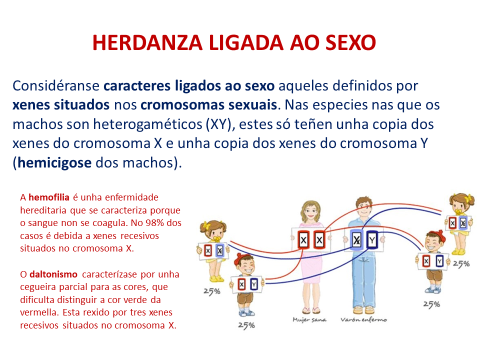 HERDANZA LIGADA AO SEXO
Considéranse caracteres ligados ao sexo aqueles definidos por
xenes situados nos cromosomas sexuais. Nas especies nas que os
machos son heterogaméticos (XY), estes só teñen unha copia dos
xenes do cromosoma X e unha copia dos xenes do cromosoma Y
(hemicigose dos machos).
A hemofilia é unha enfermidade
hereditaria que se caracteriza porque
o sangue non se coagula. No 98% dos
casos é debida a xenes recesivos
situados no cromosoma X.
O daltonismo caracterízase por unha
cegueira parcial para as cores, que
dificulta distinguir a cor verde da
vermella. Esta rexido por tres xenes
recesivos situados no cromosoma X.
X X
25%
X Y
25%
X X
Mujer sana
X Y
Varón enfermo
X Y
25%
X X
25%